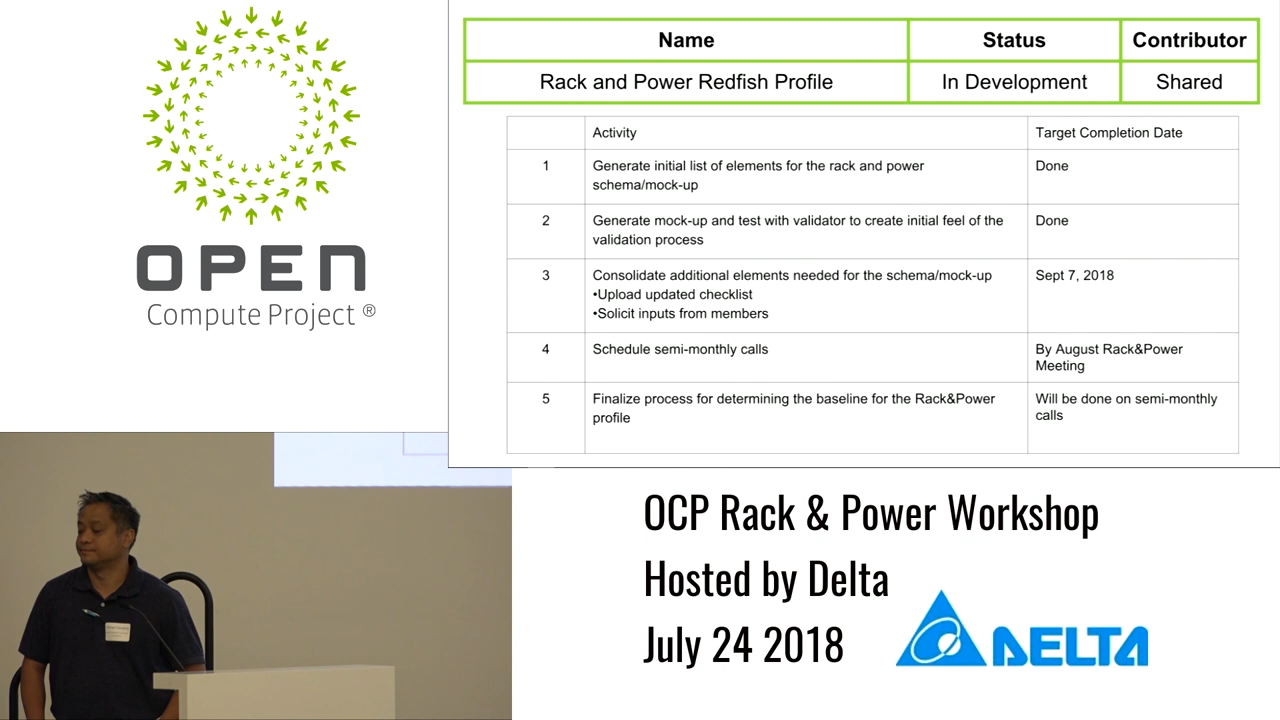 OPEN
Compute Project ®
Name Status Contributor
Rack and Power Redfish Profile In Development Shared
Activity Target Completion Date
1 Generate initial list of elements for the rack and power Done
schema/mock-up
2 Generate mock-up and test with validator to create initial feel of the Done
validation process
3 Consolidate additional elements needed for the schema/mock-up Sept 7, 2018
•Upload updated checklist
•Solicit inputs from members
4 Schedule semi-monthly calls By August Rack&Power
Meeting
5 Finalize process for determining the baseline for the Rack&Power Will be done on semi-monthly
profile calls
OCP Rack & Power Workshop
Hosted by Delta
July 24 2018
DELTA